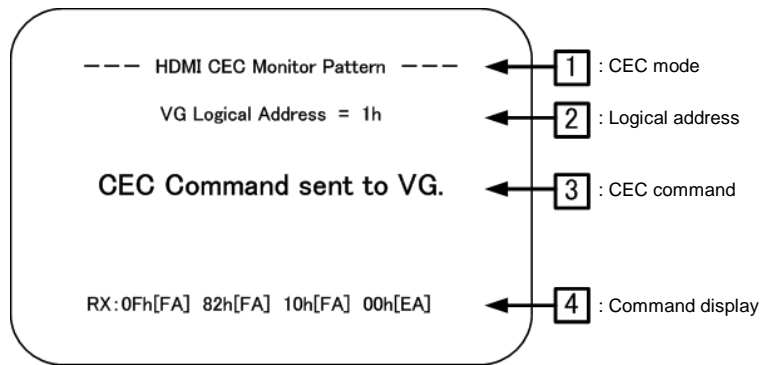 --- HDMI CEC Monitor Pattern --- 1 : CEC mode
VG Logical Address = 1h 2 : Logical address
CEC Command sent to VG. 3 : CEC command
RX:0Fh[FA] 82h[FA] 10h[FA] 00h[EA] 4 : Command display